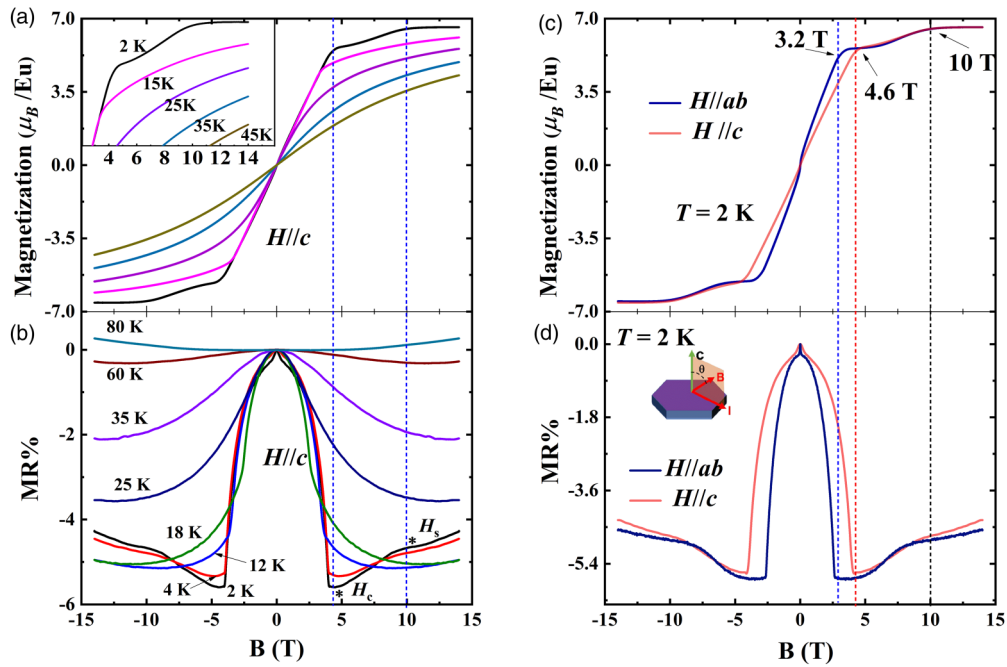 (a)
7.0
3.5
0.0
-3.5
-7.0
Magnetization (μ_B /Eu)
2 K
15K
25K
35K
45K
4 6 8 10 12 14
H//c
(b)
0
-2
-4
-6
MR%
80 K
60 K
35 K
25 K
18 K
12 K
4 K
2 K
H//c
H_s
*
H_c
*
-15 -10 -5 0 5 10 15
B (T)
(c)
7.0
3.5
0.0
-3.5
-7.0
Magnetization (μ_B /Eu)
3.2 T
4.6 T
10 T
H//ab
H //c
T = 2 K
(d)
0.0
-1.8
-3.6
-5.4
MR%
T = 2 K
C
θ
B
I
H//ab
H//c
-15 -10 -5 0 5 10 15
B (T)